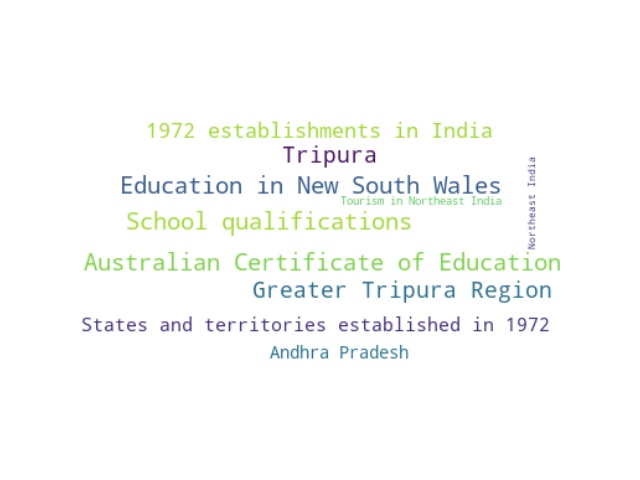 1972 establishments in India
Tripura
Education in New South Wales
Tourism in Northeast India
Northeast India
School qualifications
Australian Certificate of Education
Greater Tripura Region
States and territories established in 1972
Andhra Pradesh